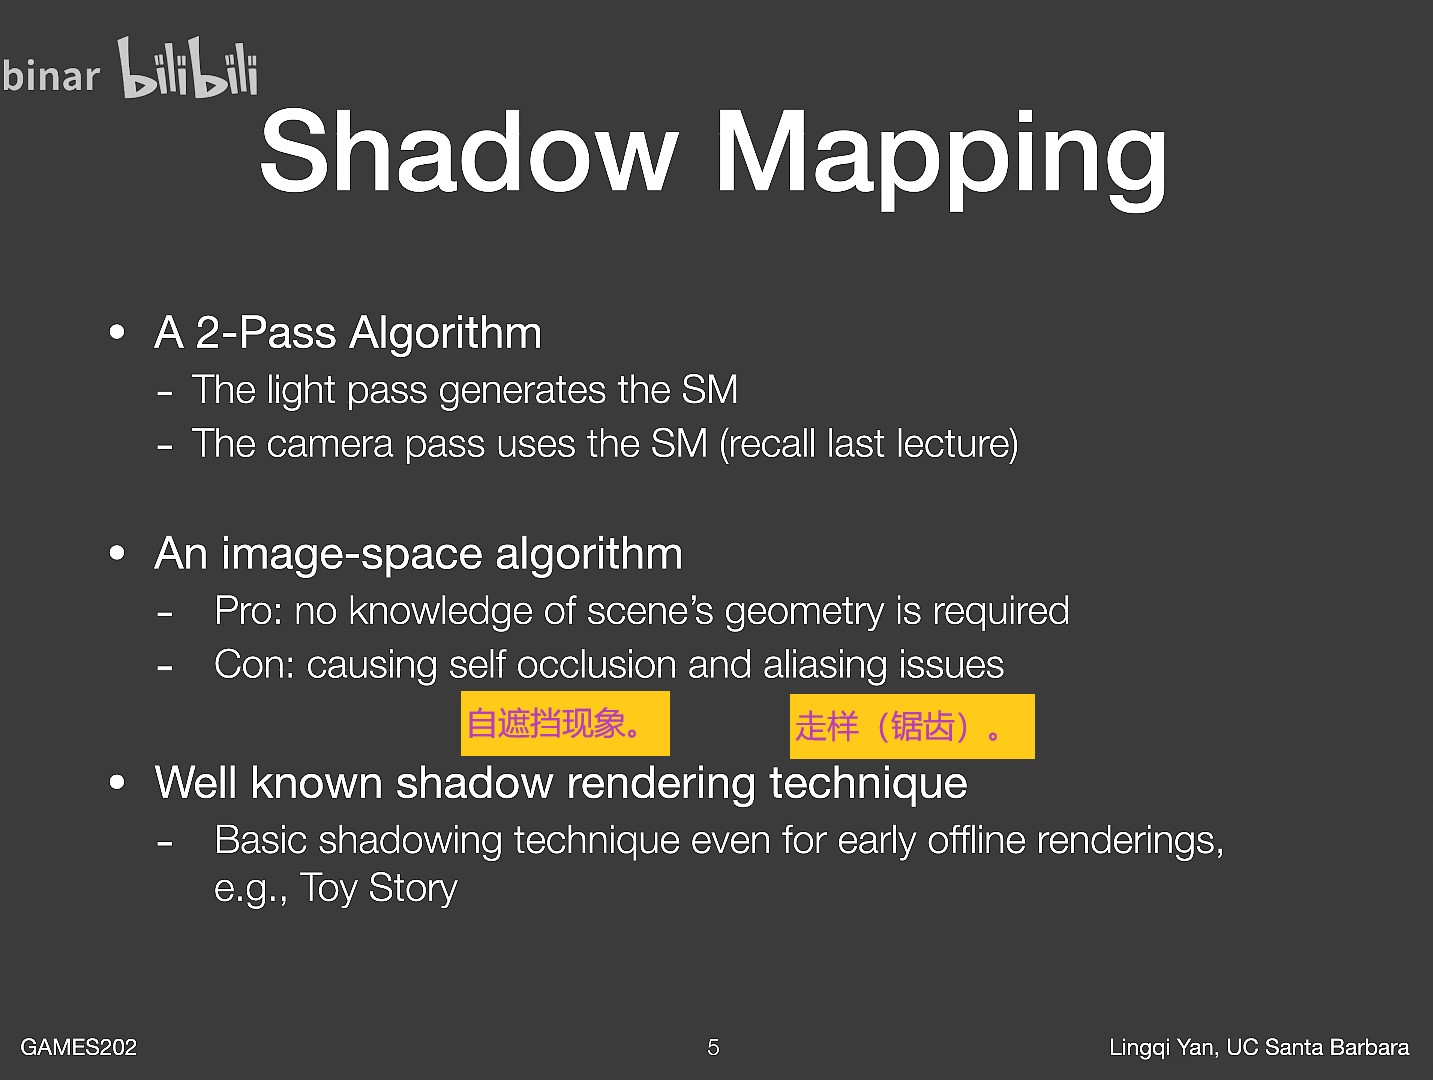 binar bilibili
Shadow Mapping
• A 2-Pass Algorithm
- The light pass generates the SM
- The camera pass uses the SM (recall last lecture)
• An image-space algorithm
- Pro: no knowledge of scene’s geometry is required
- Con: causing self occlusion and aliasing issues
自遮挡现象。 走样（锯齿）。
• Well known shadow rendering technique
- Basic shadowing technique even for early offline renderings,
e.g., Toy Story
GAMES202 5 Lingqi Yan, UC Santa Barbara